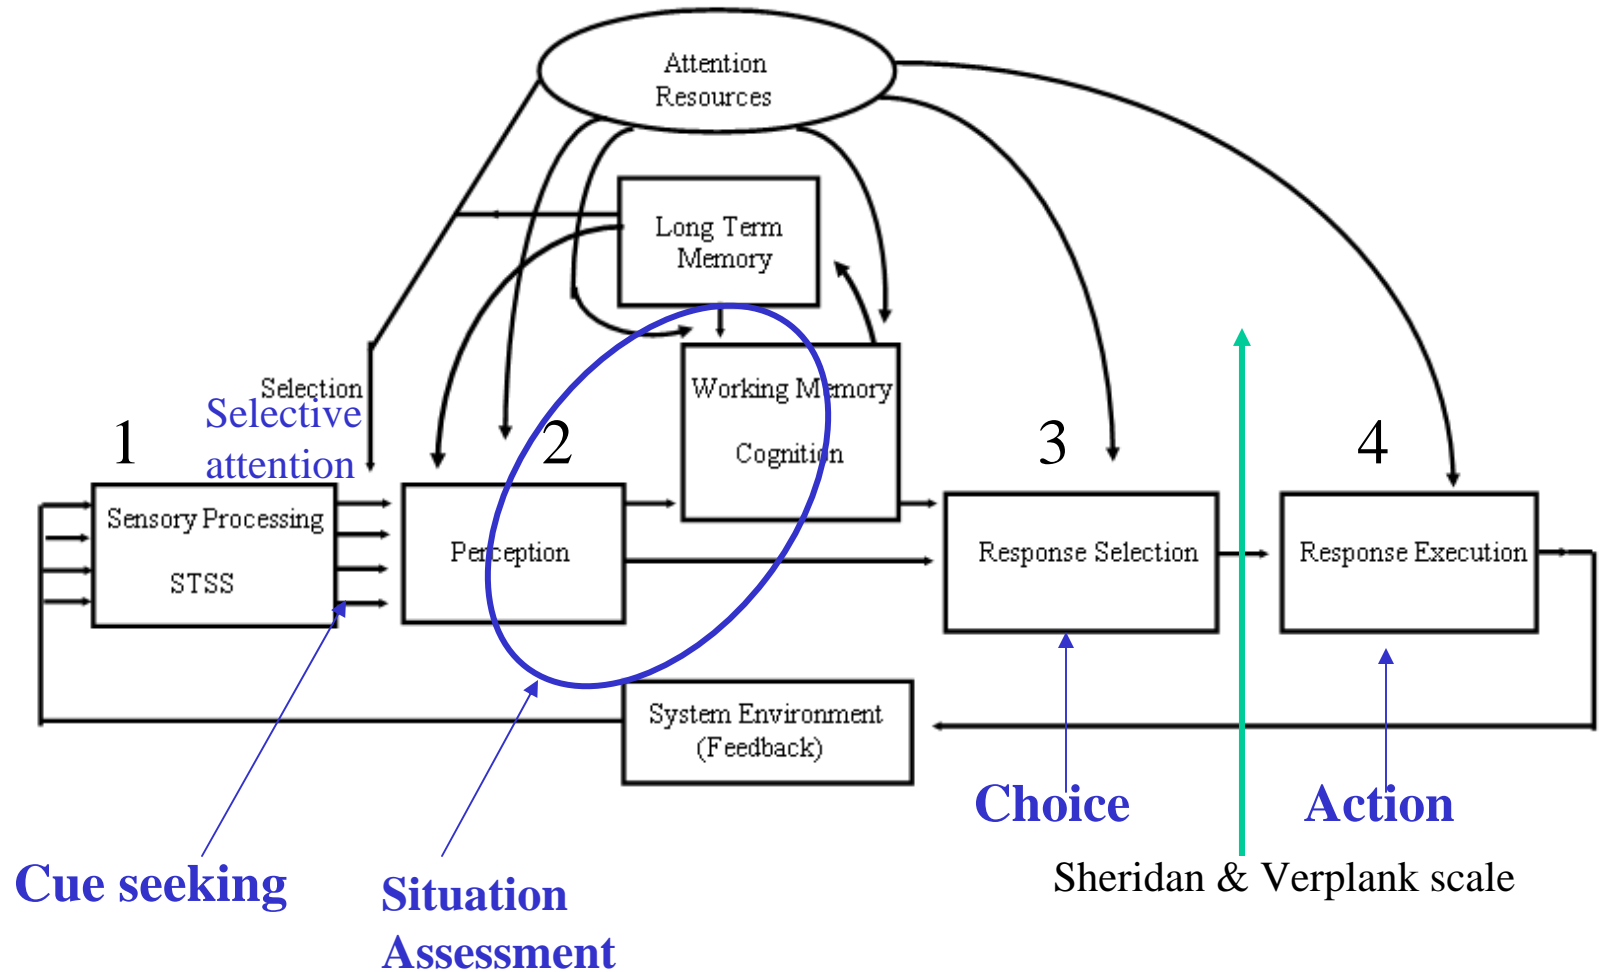 Attention
Resources
Long Term
Memory
Selection
Selective
attention
Working Memory
Cognition
1
2
3
4
Sensory Processing
STSS
Perception
Response Selection
Response Execution
System Environment
(Feedback)
Choice
Action
Cue seeking
Situation
Assessment
Sheridan & Verplank scale